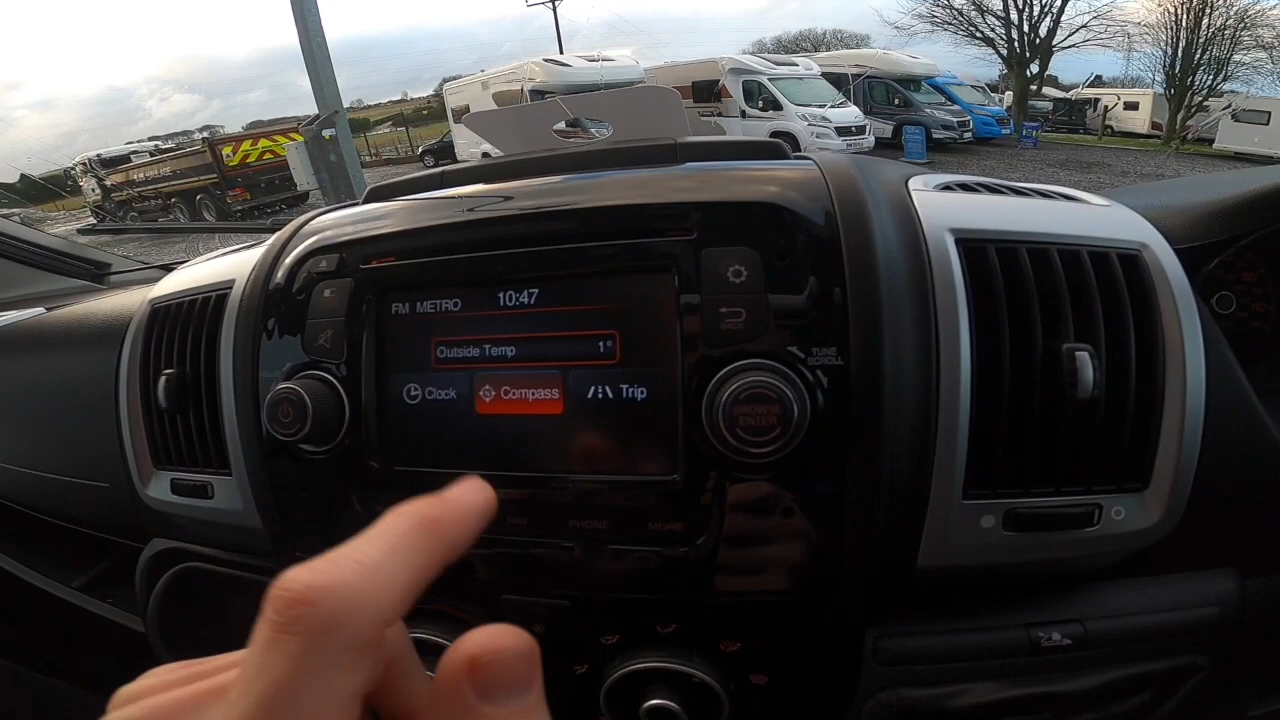 FM METRO 10:47
Outside Temp 1°
Clock Compass Trip
BACK
TUNE
SCROLL
BROWSE
ENTER
PHONE MORE